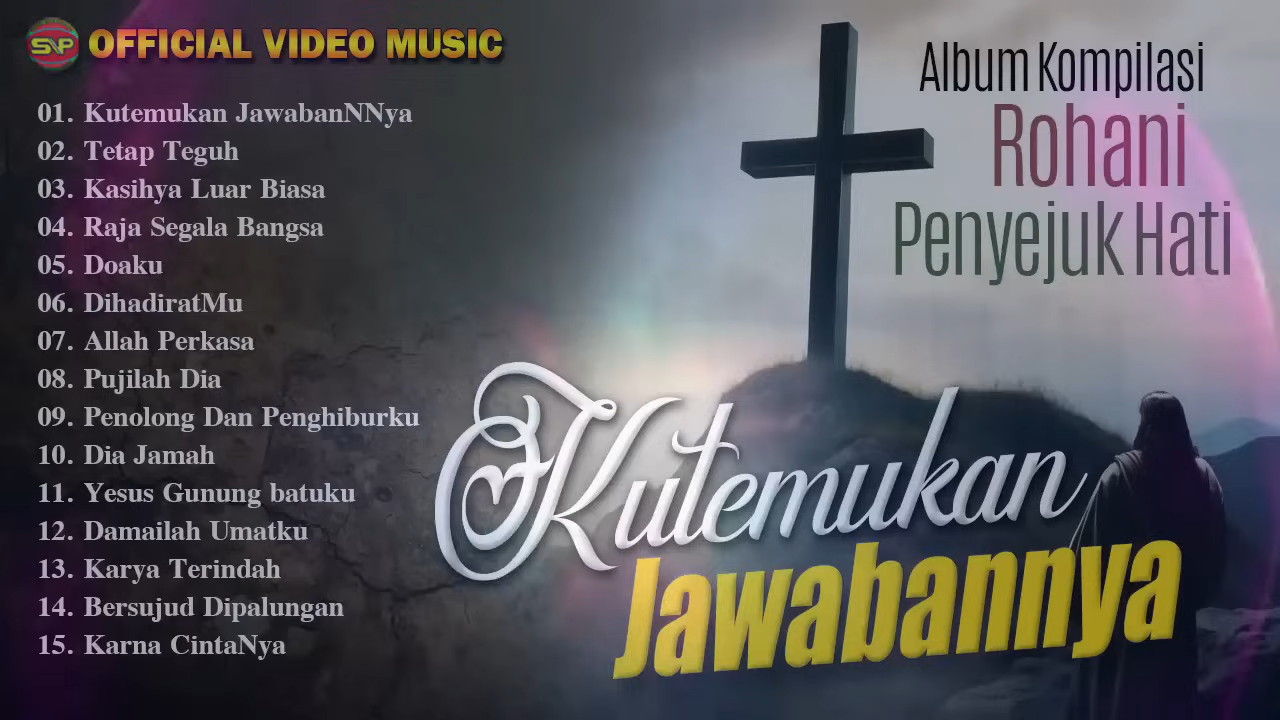 SNP OFFICIAL VIDEO MUSIC
01. Kutemukan JawabanNNya
02. Tetap Teguh
03. Kasihya Luar Biasa
04. Raja Segala Bangsa
05. Doaku
06. DihadiratMu
07. Allah Perkasa
08. Pujilah Dia
09. Penolong Dan Penghiburku
10. Dia Jamah
11. Yesus Gunung batuku
12. Damailah Umatku
13. Karya Terindah
14. Bersujud Dipalungan
15. Karna CintaNya
Album Kompilasi
Rohani
Penyejuk Hati
Kutemukan
Jawabannya